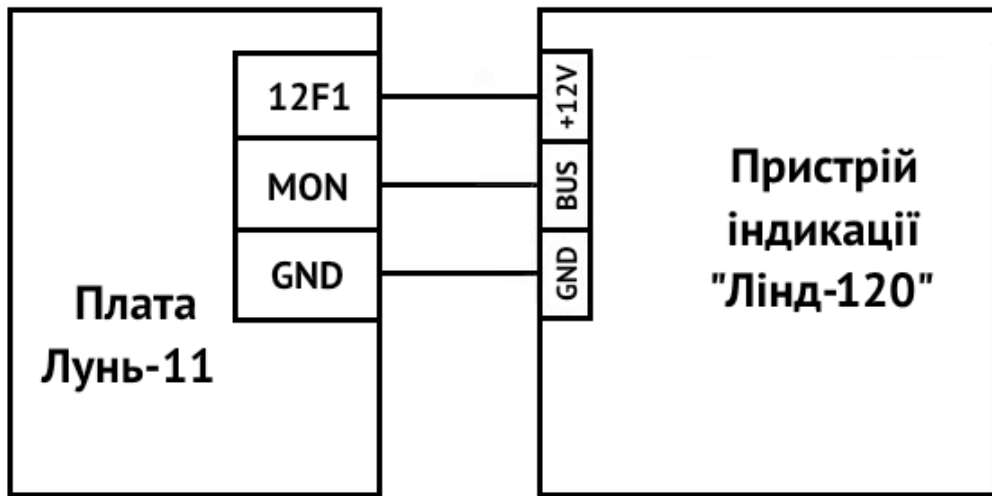 12F1
MON
GND
Плата
Лунь-11
+12V
BUS
GND
Пристрій
індикації
"Лінд-120"